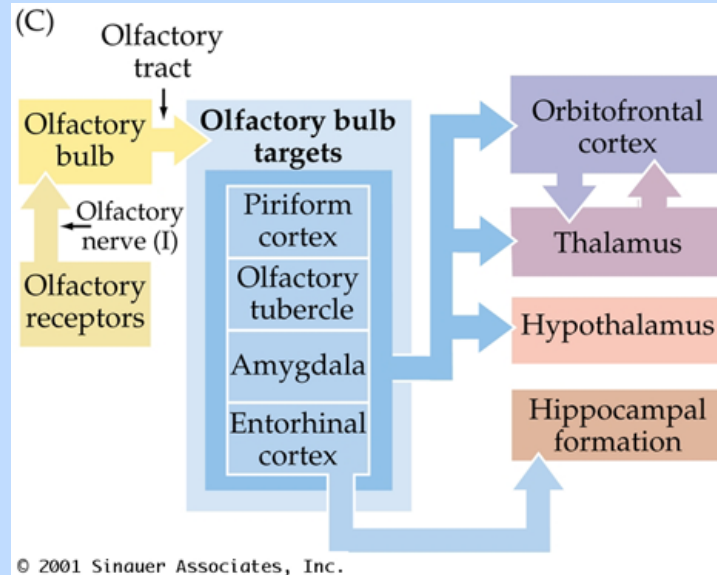 (C)
Olfactory
tract
Olfactory
bulb
Olfactory
nerve (I)
Olfactory
receptors
Olfactory bulb
targets
Piriform
cortex
Olfactory
tubercle
Amygdala
Entorhinal
cortex
Orbitofrontal
cortex
Thalamus
Hypothalamus
Hippocampal
formation
© 2001 Sinauer Associates, Inc.